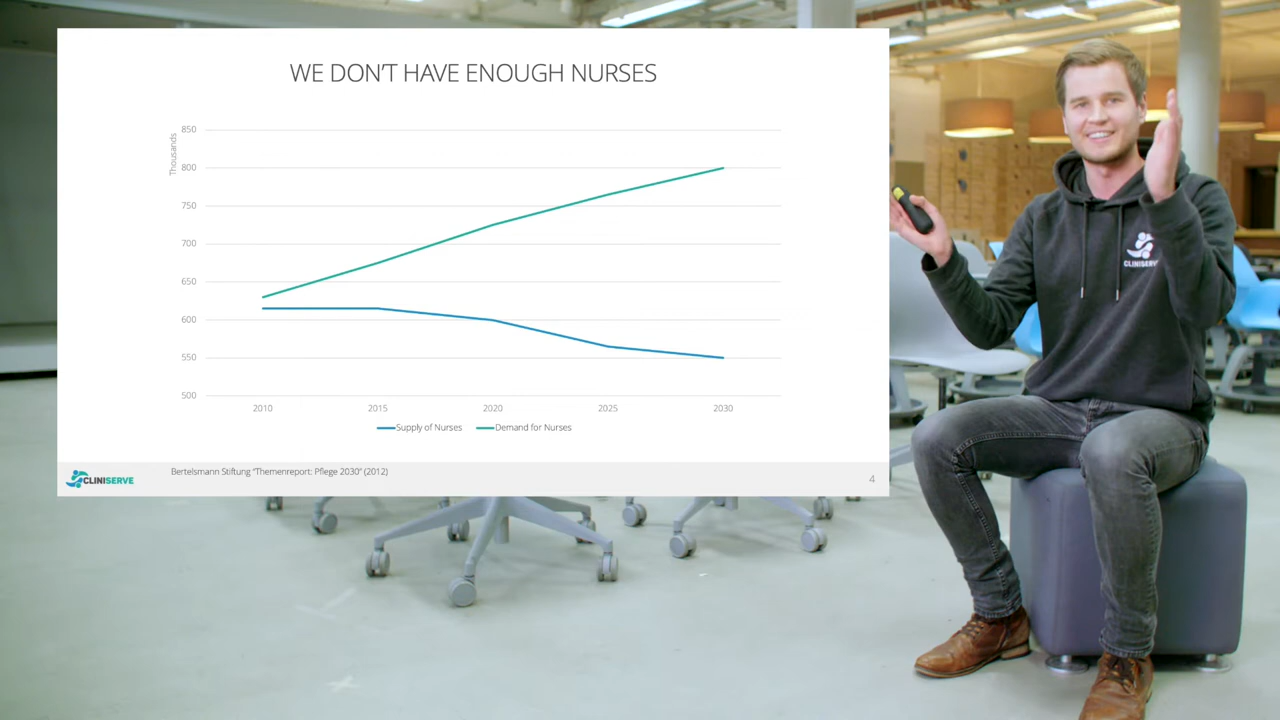 WE DON'T HAVE ENOUGH NURSES
Thousands
850
800
750
700
650
600
550
500
2010 2015 2020 2025 2030
Supply of Nurses Demand for Nurses
CLINISERVE
Bertelsmann Stiftung "Themenreport: Pflege 2030" (2012)
4
CLINISERVE